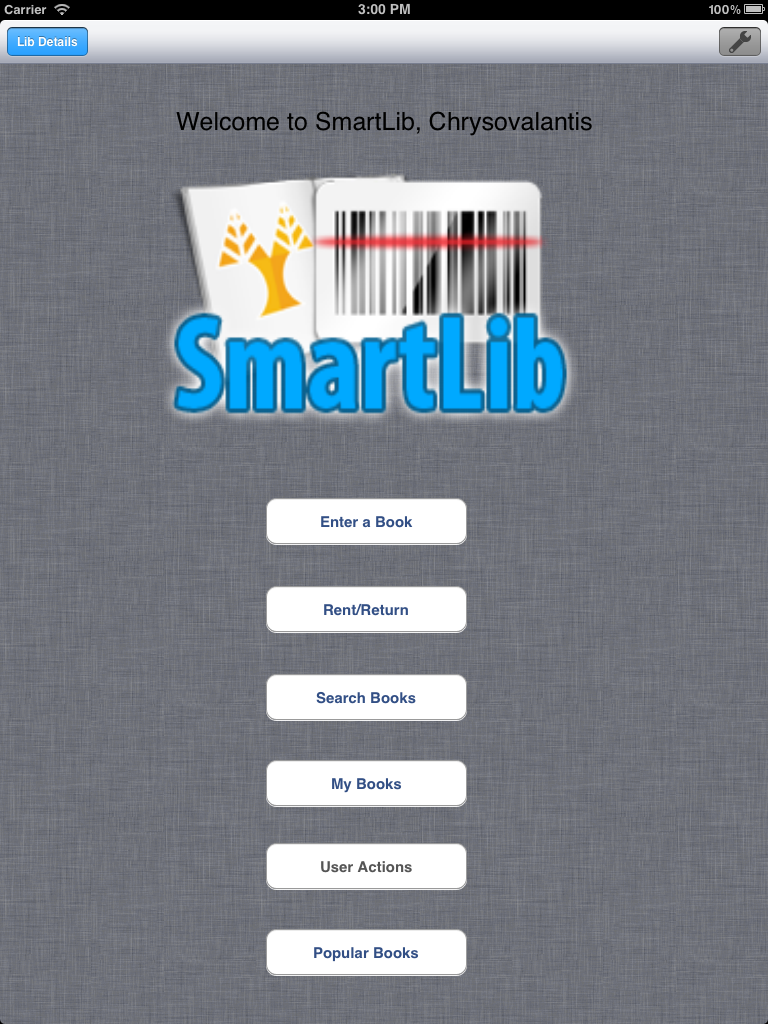 Carrier 3:00 PM 100%
Lib Details
Welcome to SmartLib, Chrysovalantis
SmartLib
Enter a Book
Rent/Return
Search Books
My Books
User Actions
Popular Books